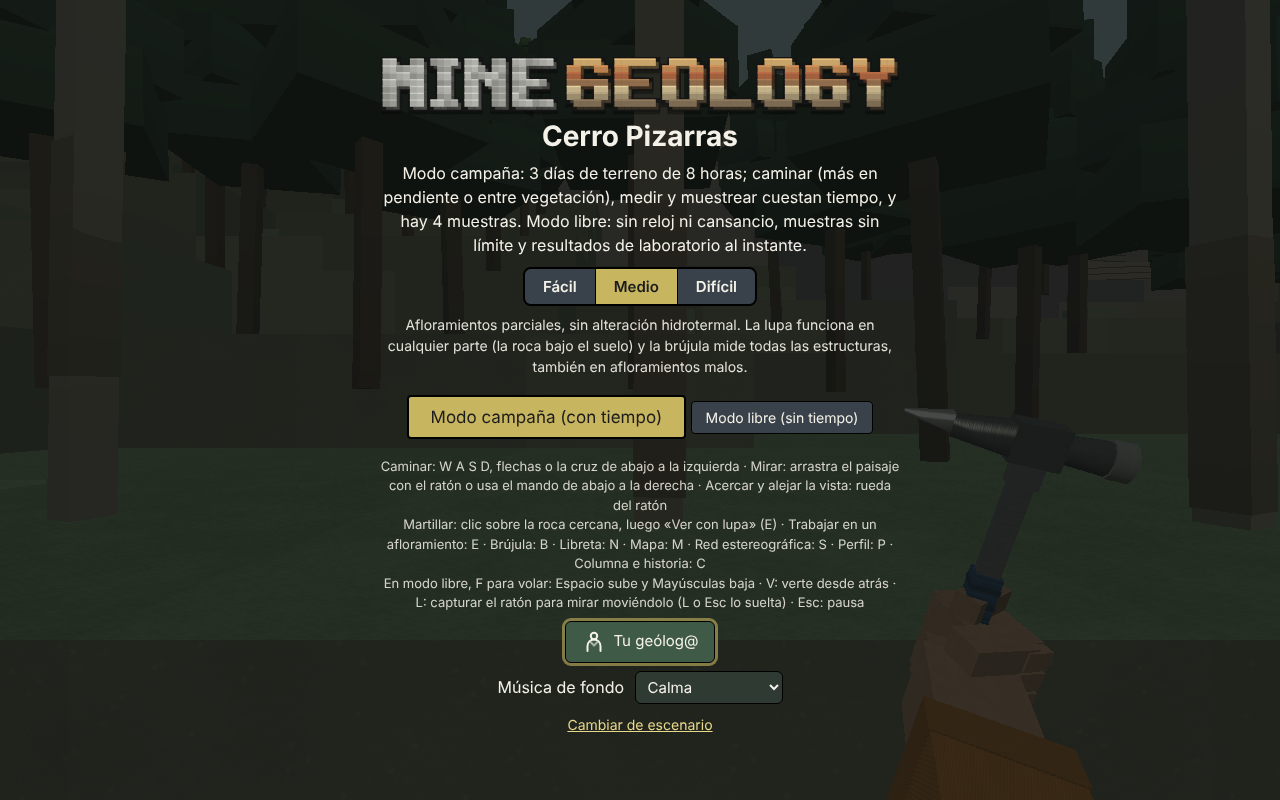 MINE GEOLOGY
Cerro Pizarras
Modo campaña: 3 días de terreno de 8 horas; caminar (más en
pendiente o entre vegetación), medir y muestrear cuestan tiempo, y
hay 4 muestras. Modo libre: sin reloj ni cansancio, muestras sin
límite y resultados de laboratorio al instante.
Fácil Medio Difícil
Afloramientos parciales, sin alteración hidrotermal. La lupa funciona en
cualquier parte (la roca bajo el suelo) y la brújula mide todas las estructuras,
también en afloramientos malos.
Modo campaña (con tiempo) Modo libre (sin tiempo)
Caminar: W A S D, flechas o la cruz de abajo a la izquierda · Mirar: arrastra el paisaje
con el ratón o usa el mando de abajo a la derecha · Acercar y alejar la vista: rueda
del ratón
Martillar: clic sobre la roca cercana, luego «Ver con lupa» (E) · Trabajar en un
afloramiento: E · Brújula: B · Libreta: N · Mapa: M · Red estereográfica: S · Perfil: P ·
Columna e historia: C
En modo libre, F para volar: Espacio sube y Mayúsculas baja · V: verte desde atrás ·
L: capturar el ratón para mirar moviéndolo (L o Esc lo suelta) · Esc: pausa
Tu geólog@
Música de fondo Calma
Cambiar de escenario